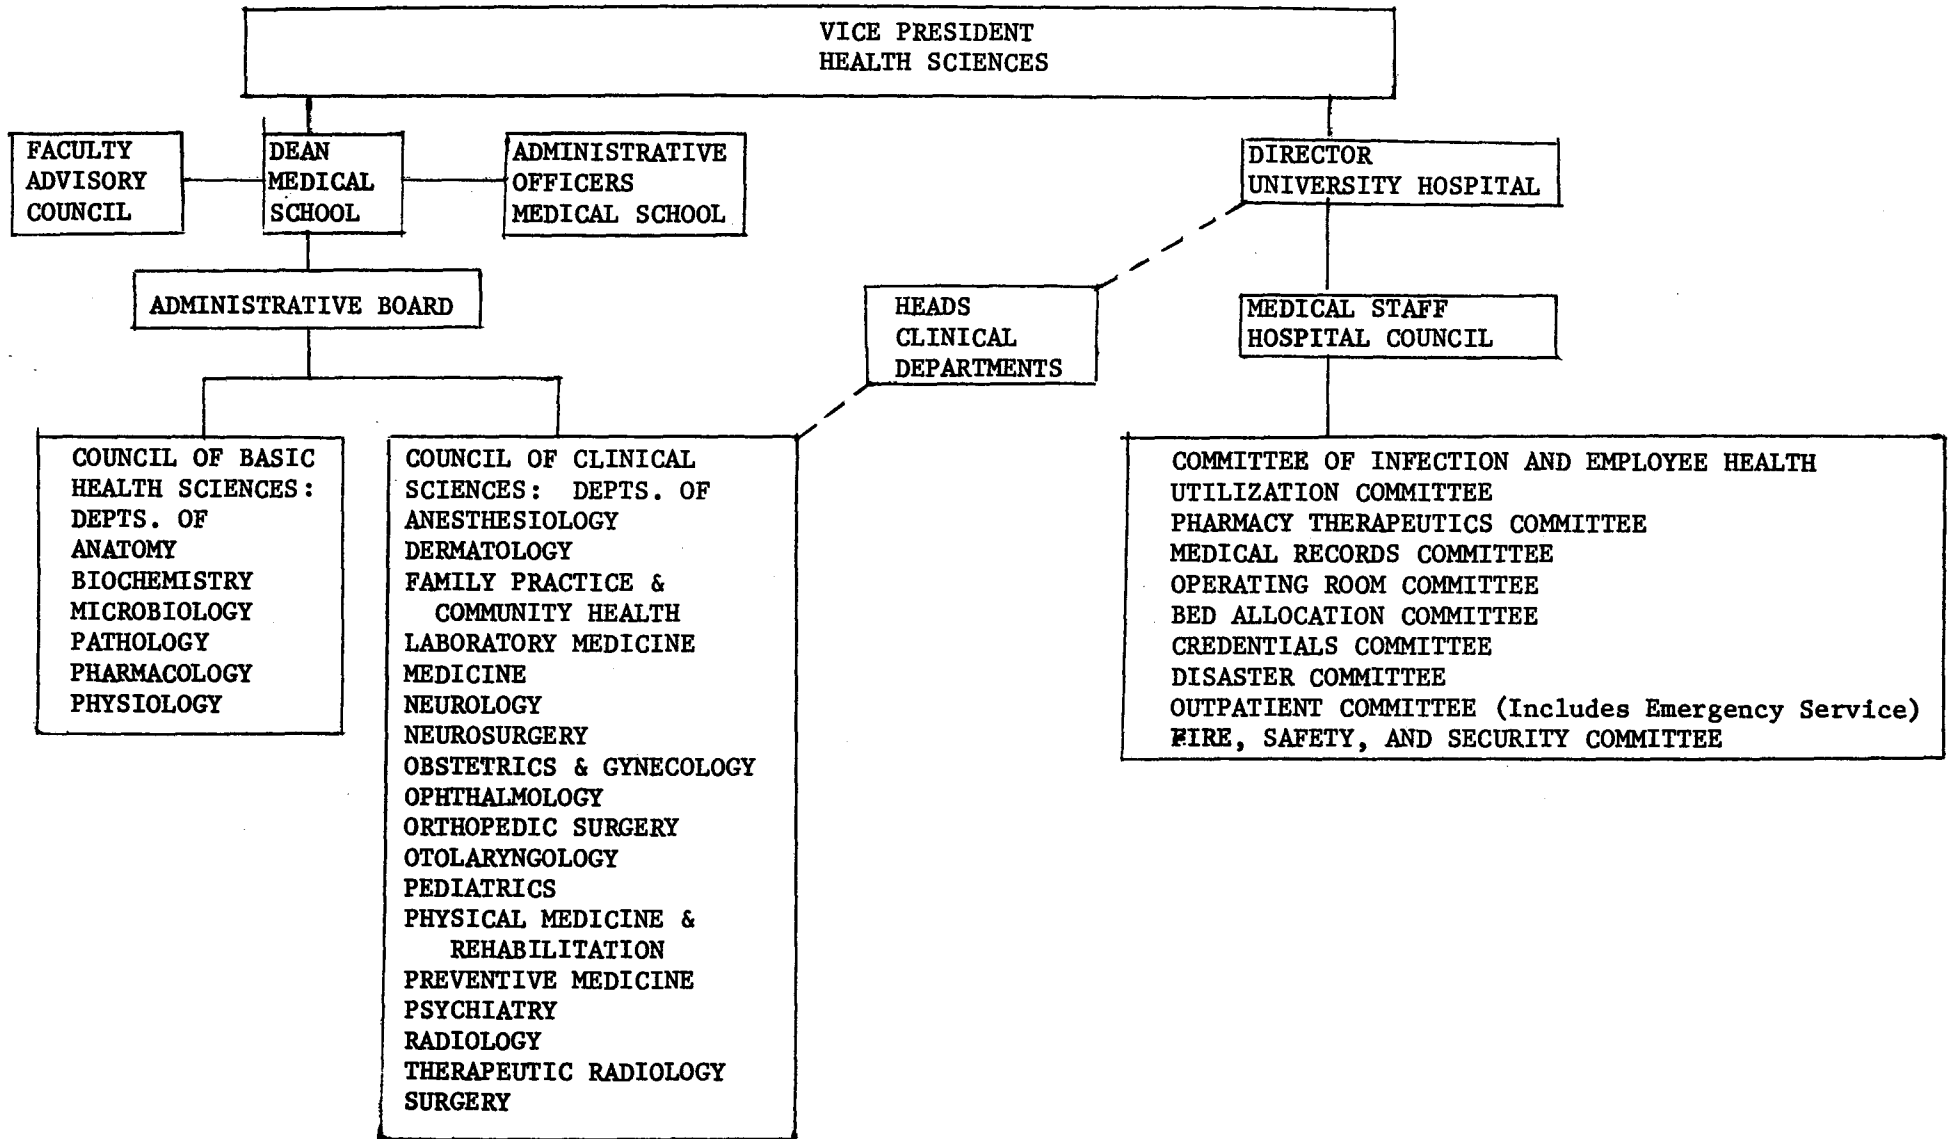 VICE PRESIDENT
HEALTH SCIENCES
FACULTY
ADVISORY
COUNCIL
DEAN
MEDICAL
SCHOOL
ADMINISTRATIVE
OFFICERS
MEDICAL SCHOOL
DIRECTOR
UNIVERSITY HOSPITAL
ADMINISTRATIVE BOARD
HEADS
CLINICAL
DEPARTMENTS
MEDICAL STAFF
HOSPITAL COUNCIL
COUNCIL OF BASIC
HEALTH SCIENCES:
DEPTS. OF
ANATOMY
BIOCHEMISTRY
MICROBIOLOGY
PATHOLOGY
PHARMACOLOGY
PHYSIOLOGY
COUNCIL OF CLINICAL
SCIENCES: DEPTS. OF
ANESTHESIOLOGY
DERMATOLOGY
FAMILY PRACTICE &
COMMUNITY HEALTH
LABORATORY MEDICINE
MEDICINE
NEUROLOGY
NEUROSURGERY
OBSTETRICS & GYNECOLOGY
OPHTHALMOLOGY
ORTHOPEDIC SURGERY
OTOLARYNGOLOGY
PEDIATRICS
PHYSICAL MEDICINE &
REHABILITATION
PREVENTIVE MEDICINE
PSYCHIATRY
RADIOLOGY
THERAPEUTIC RADIOLOGY
SURGERY
COMMITTEE OF INFECTION AND EMPLOYEE HEALTH
UTILIZATION COMMITTEE
PHARMACY THERAPEUTICS COMMITTEE
MEDICAL RECORDS COMMITTEE
OPERATING ROOM COMMITTEE
BED ALLOCATION COMMITTEE
CREDENTIALS COMMITTEE
DISASTER COMMITTEE
OUTPATIENT COMMITTEE (Includes Emergency Service)
FIRE, SAFETY, AND SECURITY COMMITTEE